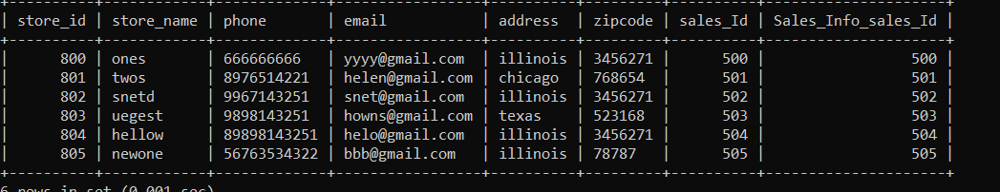 | store_id | store_name | phone | email | address | zipcode | sales_Id | Sales_Info_sales_Id |
| 800 | ones | 666666666 | yyyy@gmail.com | illinois | 3456271 | 500 | 500 |
| 801 | twos | 8976514221 | helen@gmail.com | chicago | 768654 | 501 | 501 |
| 802 | snetd | 9967143251 | snet@gmail.com | illinois | 3456271 | 502 | 502 |
| 803 | uegest | 9898143251 | howns@gmail.com | texas | 523168 | 503 | 503 |
| 804 | hellow | 89898143251 | helo@gmail.com | illinois | 3456271 | 504 | 504 |
| 805 | newone | 56763534322 | bbb@gmail.com | illinois | 78787 | 505 | 505 |
6 rows in set (0.001 sec)